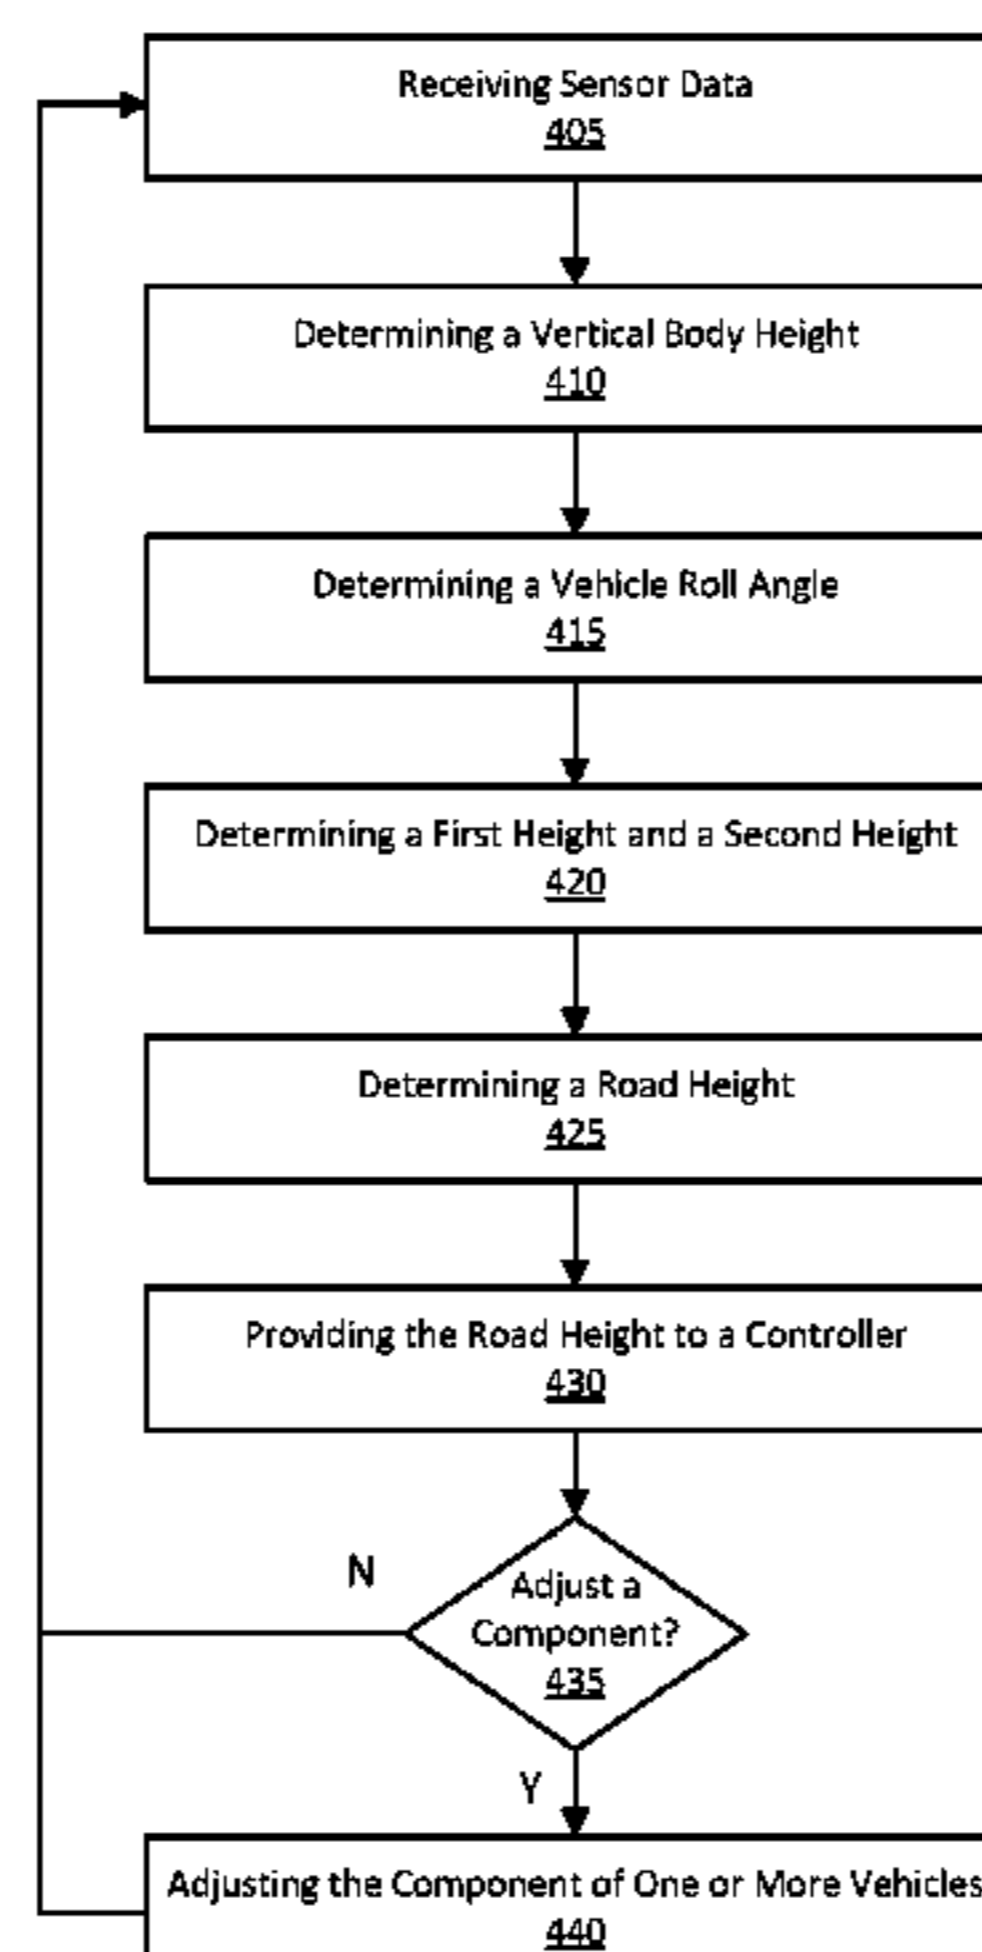 Receiving Sensor Data
405
Determining a Vertical Body Height
410
Determining a Vehicle Roll Angle
415
Determining a First Height and a Second Height
420
Determining a Road Height
425
Providing the Road Height to a Controller
430
N
Adjust a
Component?
435
Y
Adjusting the Component of One or More Vehicles
440